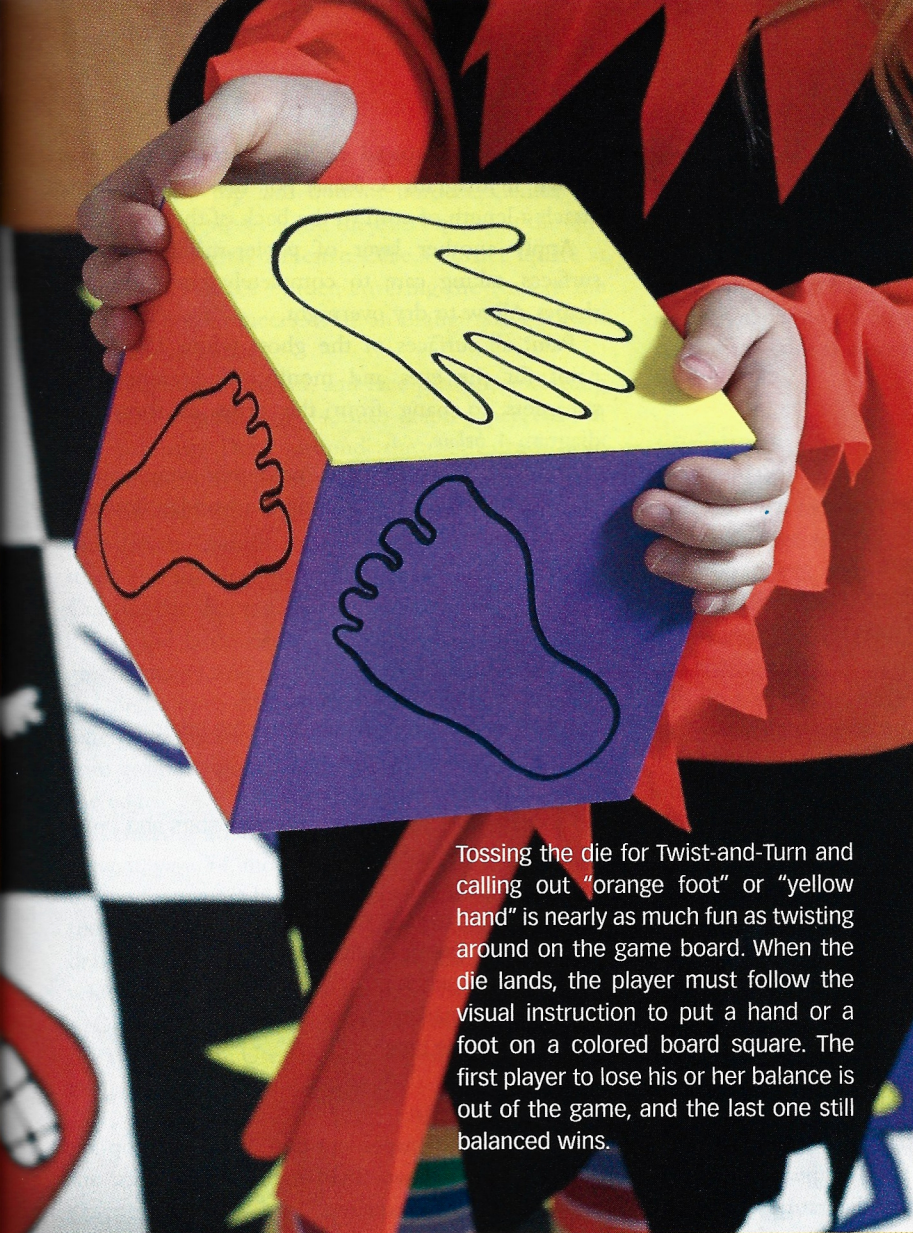 Tossing the die for Twist-and-Turn and
calling out “orange foot” or “yellow
hand” is nearly as much fun as twisting
around on the game board. When the
die lands, the player must follow the
visual instruction to put a hand or a
foot on a colored board square. The
first player to lose his or her balance is
out of the game, and the last one still
balanced wins.